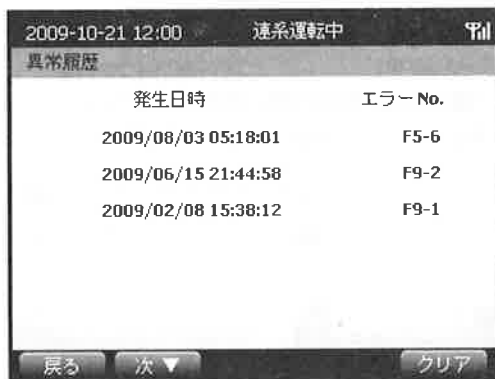 2009-10-21 12:00 連系運転中
異常履歴
発生日時 エラーNo.
2009/08/03 05:18:01 F5-6
2009/06/15 21:44:58 F9-2
2009/02/08 15:38:12 F9-1
戻る 次▼ クリア